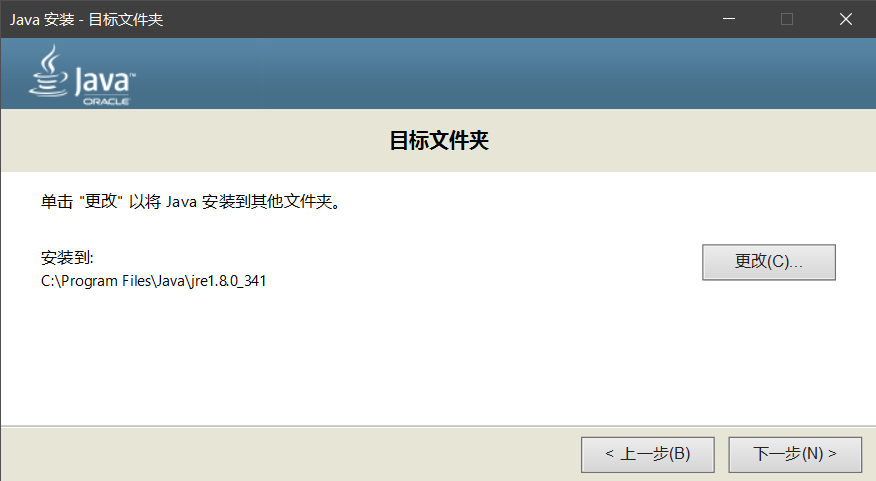 Java 安装 - 目标文件夹
Java™
ORACLE
目标文件夹
单击 "更改" 以将 Java 安装到其他文件夹。
安装到:
更改(C)...
C:\Program Files\Java\jre1.8.0_341
< 上一步(B)
下一步(N) >